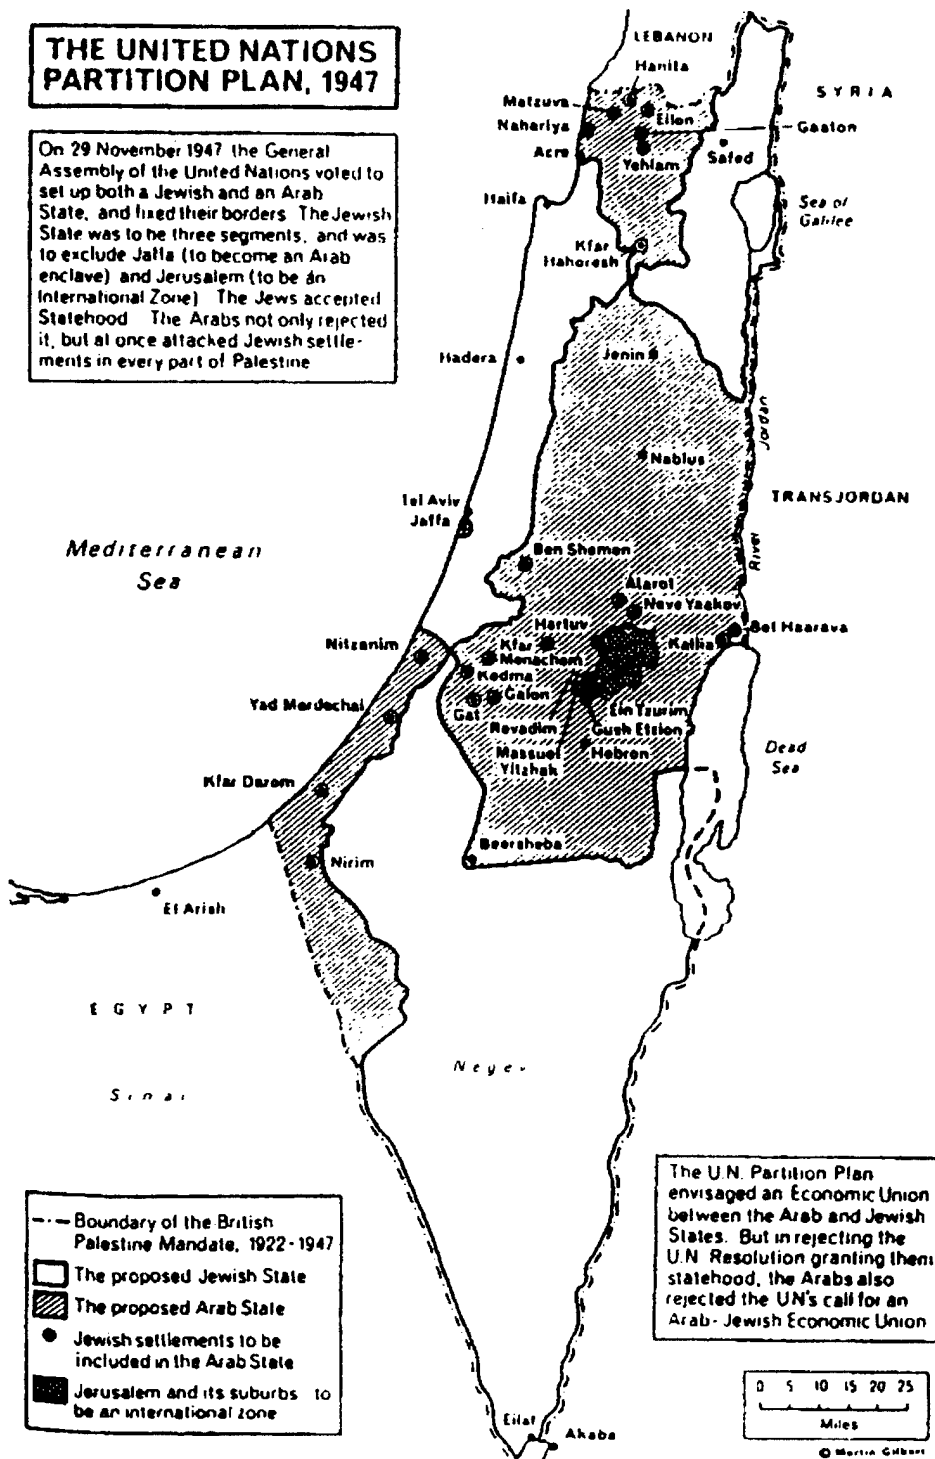 THE UNITED NATIONS
PARTITION PLAN, 1947
On 29 November 1947 the General
Assembly of the United Nations voted to
set up both a Jewish and an Arab
State, and fixed their borders The Jewish
State was to be three segments, and was
to exclude Jaffa (to become an Arab
enclave) and Jerusalem (to be an
International Zone) The Jews accepted
Statehood The Arabs not only rejected
it, but at once attacked Jewish settle-
ments in every part of Palestine
LEBANON
Hanita
SYRIA
Matzuva
Eilon
Nahariya
Gaaton
Acre
Yehiam
Safed
Haifa
Sea of
Galilee
Kfar
Hahoresh
Hadera
Jenin
Jordan
River
Nablus
TRANSJORDAN
Tel Aviv
Jaffa
Mediterranean
Sea
Ben Shemen
Atarot
Neve Yaakov
Hartuv
Bet Haarava
Kallia
Nitzanim
Kfar
Menachem
Kedma
Galon
Gat
Yad Mordechai
Ein Tzurim
Revadim
Gush Etzion
Massuot
Yitzhak
Hebron
Dead
Sea
Kfar Darom
Beersheba
Nirim
El Arish
EGYPT
Negev
Sinai
Boundary of the British
Palestine Mandate, 1922-1947
The proposed Jewish State
The proposed Arab State
Jewish settlements to be
included in the Arab State
Jerusalem and its suburbs to
be an international zone
The U.N. Partition Plan
envisaged an Economic Union
between the Arab and Jewish
States. But in rejecting the
U.N Resolution granting them
statehood, the Arabs also
rejected the UN's call for an
Arab-Jewish Economic Union
0 5 10 15 20 25
Miles
Eilat
Akaba
© Martin Gilbert